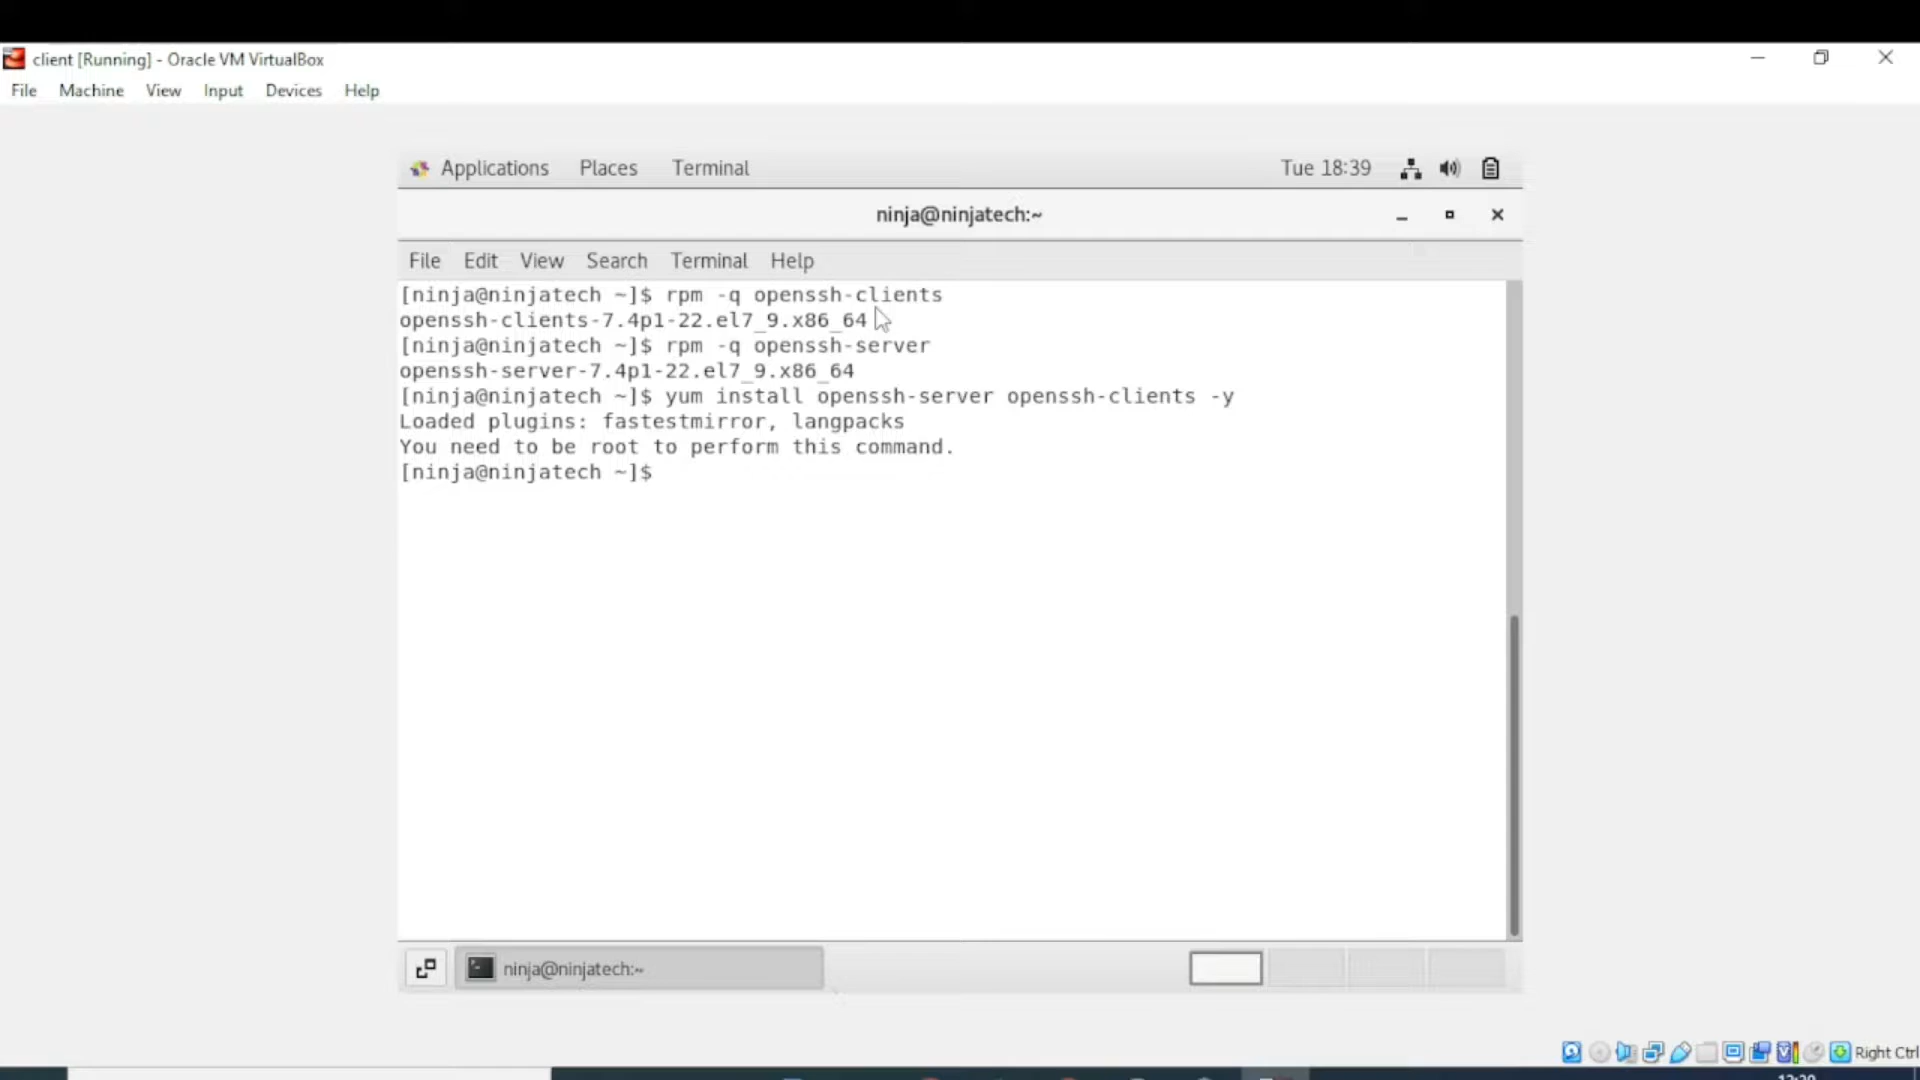 client [Running] - Oracle VM VirtualBox
File Machine View Input Devices Help
Applications Places Terminal Tue 18:39
ninja@ninjatech:~
File Edit View Search Terminal Help
[ninja@ninjatech ~]$ rpm -q openssh-clients
openssh-clients-7.4p1-22.el7_9.x86_64
[ninja@ninjatech ~]$ rpm -q openssh-server
openssh-server-7.4p1-22.el7_9.x86_64
[ninja@ninjatech ~]$ yum install openssh-server openssh-clients -y
Loaded plugins: fastestmirror, langpacks
You need to be root to perform this command.
[ninja@ninjatech ~]$
ninja@ninjatech:~
Right Ctrl